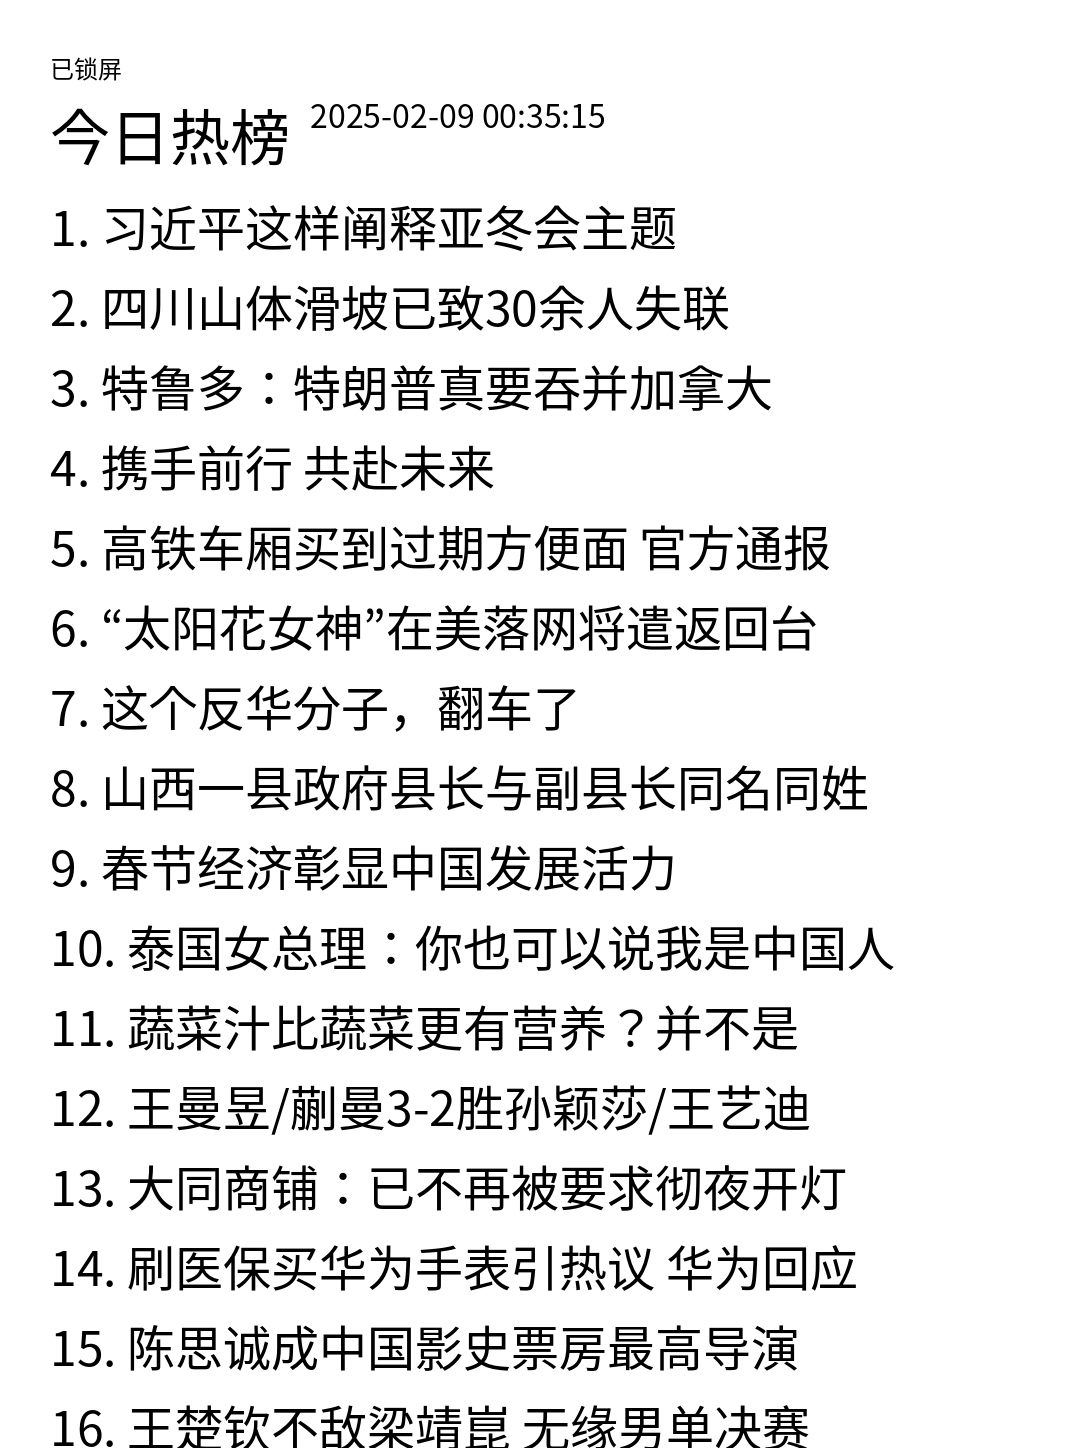 已锁屏
今日热榜 2025-02-09 00:35:15
1. 习近平这样阐释亚冬会主题
2. 四川山体滑坡已致30余人失联
3. 特鲁多：特朗普真要吞并加拿大
4. 携手前行 共赴未来
5. 高铁车厢买到过期方便面 官方通报
6. “太阳花女神”在美落网将遣返回台
7. 这个反华分子，翻车了
8. 山西一县政府县长与副县长同名同姓
9. 春节经济彰显中国发展活力
10. 泰国女总理：你也可以说我是中国人
11. 蔬菜汁比蔬菜更有营养？并不是
12. 王曼昱/蒯曼3-2胜孙颖莎/王艺迪
13. 大同商铺：已不再被要求彻夜开灯
14. 刷医保买华为手表引热议 华为回应
15. 陈思诚成中国影史票房最高导演
16. 王楚钦不敌梁靖崑 无缘男单决赛